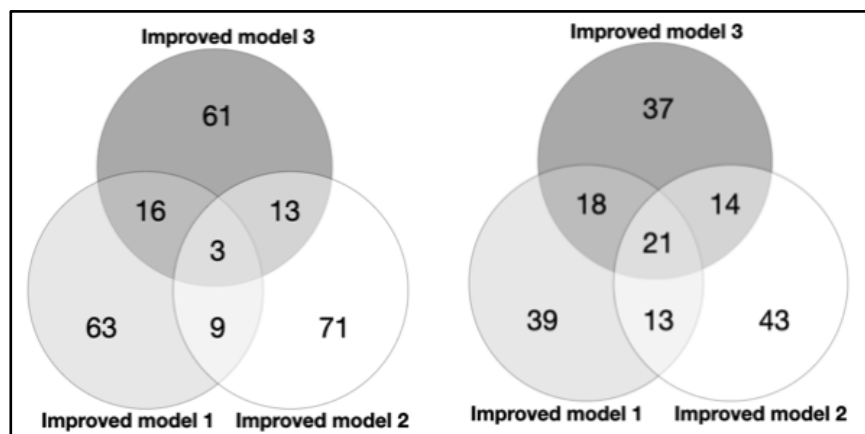 Improved model 3
61
16
13
3
63
9
71
Improved model 1
Improved model 2
Improved model 3
37
18
14
21
39
13
43
Improved model 1
Improved model 2